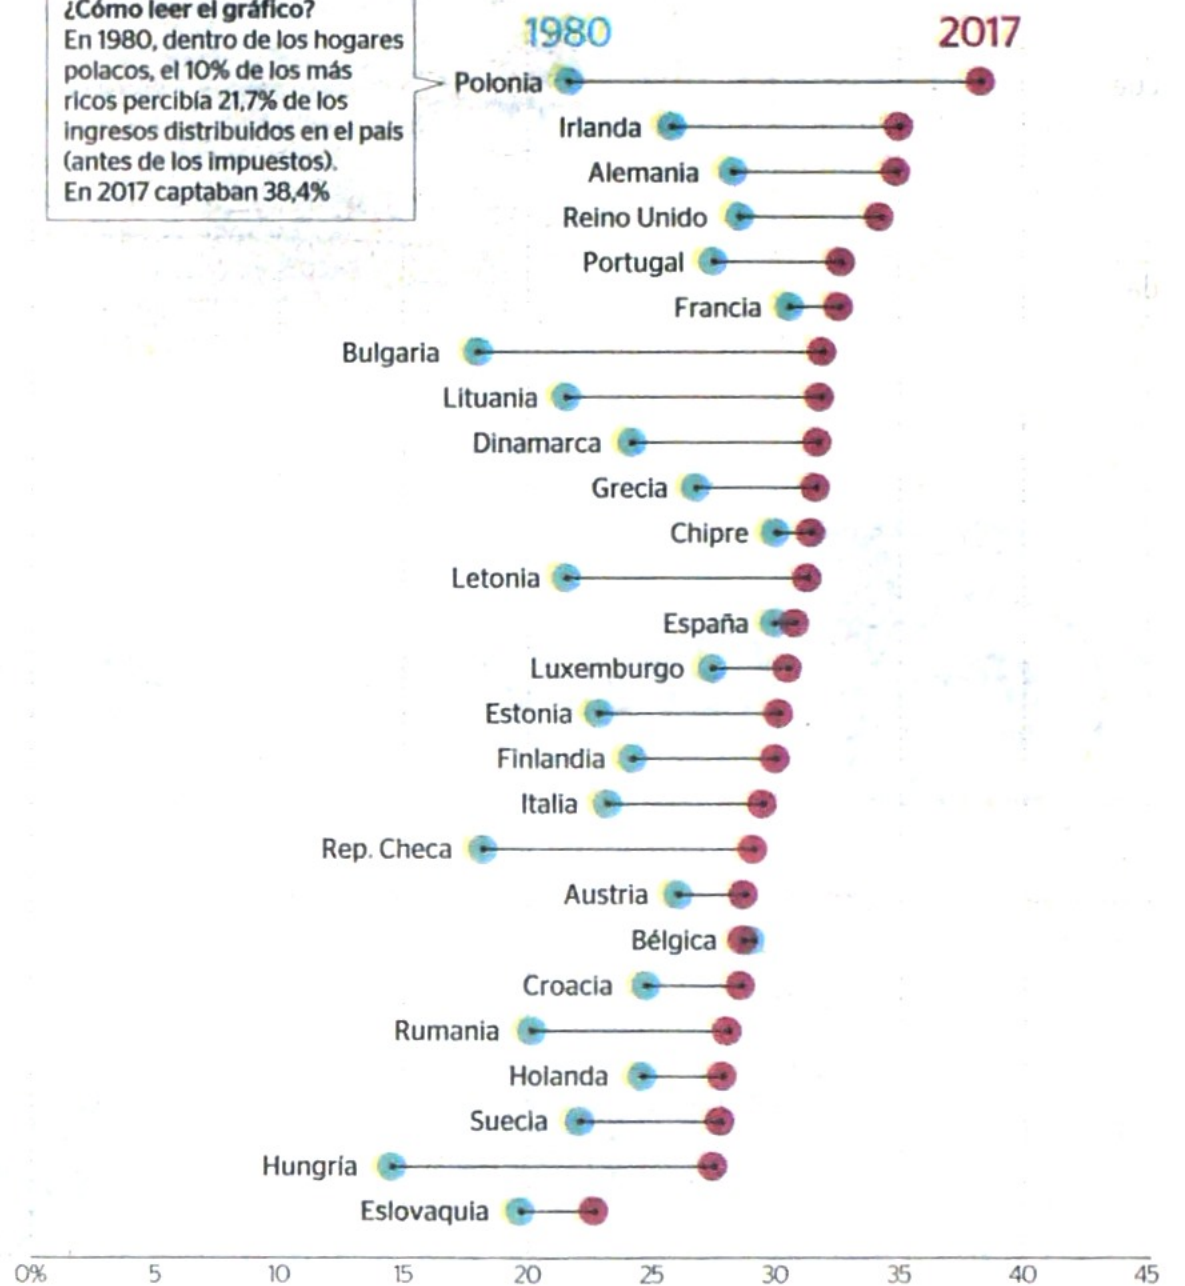 ¿Cómo leer el gráfico?
En 1980, dentro de los hogares
polacos, el 10% de los más
ricos percibía 21,7% de los
ingresos distribuidos en el país
(antes de los impuestos).
En 2017 captaban 38,4%
1980
2017
Polonia
Irlanda
Alemania
Reino Unido
Portugal
Francia
Bulgaria
Lituania
Dinamarca
Grecia
Chipre
Letonia
España
Luxemburgo
Estonia
Finlandia
Italia
Rep. Checa
Austria
Bélgica
Croacia
Rumania
Holanda
Suecia
Hungría
Eslovaquia
0% 5 10 15 20 25 30 35 40 45